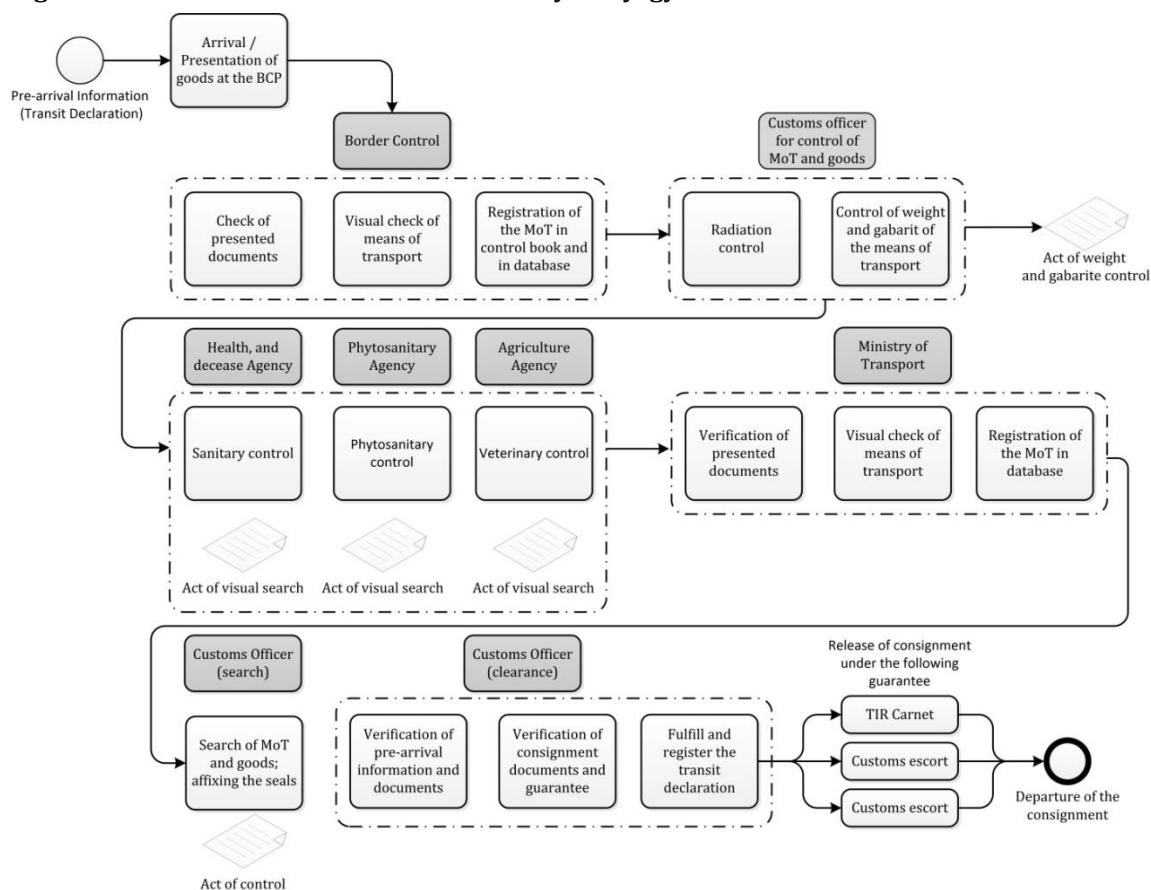 Arrival /
Presentation of
goods at the BCP
Pre-arrival Information
(Transit Declaration)
Border Control
Customs officer
for control of
MoT and goods
Check of
presented
documents
Visual check of
means of
transport
Registration of
the MoT in
control book and
in database
Radiation
control
Control of weight
and gabarit of
the means of
transport
Act of weight
and gabarite control
Health, and
decease Agency
Phytosanitary
Agency
Agriculture
Agency
Ministry of
Transport
Sanitary control
Phytosanitary
control
Veterinary control
Verification of
presented
documents
Visual check of
means of
transport
Registration of
the MoT in
database
Act of visual search
Act of visual search
Act of visual search
Customs Officer
(search)
Customs Officer
(clearance)
Release of consignment
under the following
guarantee
Search of MoT
and goods;
affixing the seals
Verification of
pre-arrival
information and
documents
Verification of
consignment
documents and
guarantee
Fulfill and
register the
transit
declaration
TIR Carnet
Customs escort
Customs escort
Departure of the
consignment
Act of control